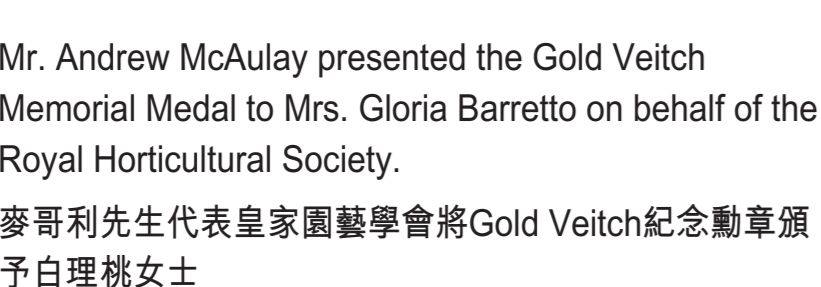 Mr. Andrew McAulay presented the Gold Veitch
Memorial Medal to Mrs. Gloria Barretto on behalf of the
Royal Horticultural Society.
麥哥利先生代表皇家園藝學會將Gold Veitch紀念勳章頒
予白理桃女士